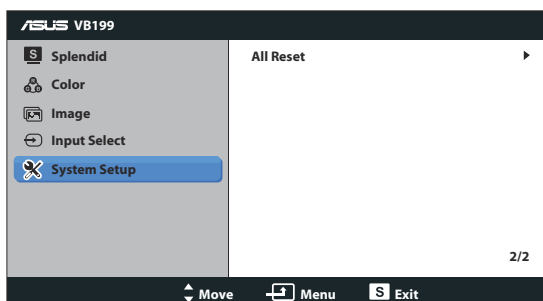 ASUS VB199
S Splendid
Color
Image
Input Select
System Setup
All Reset
2/2
Move Menu S Exit